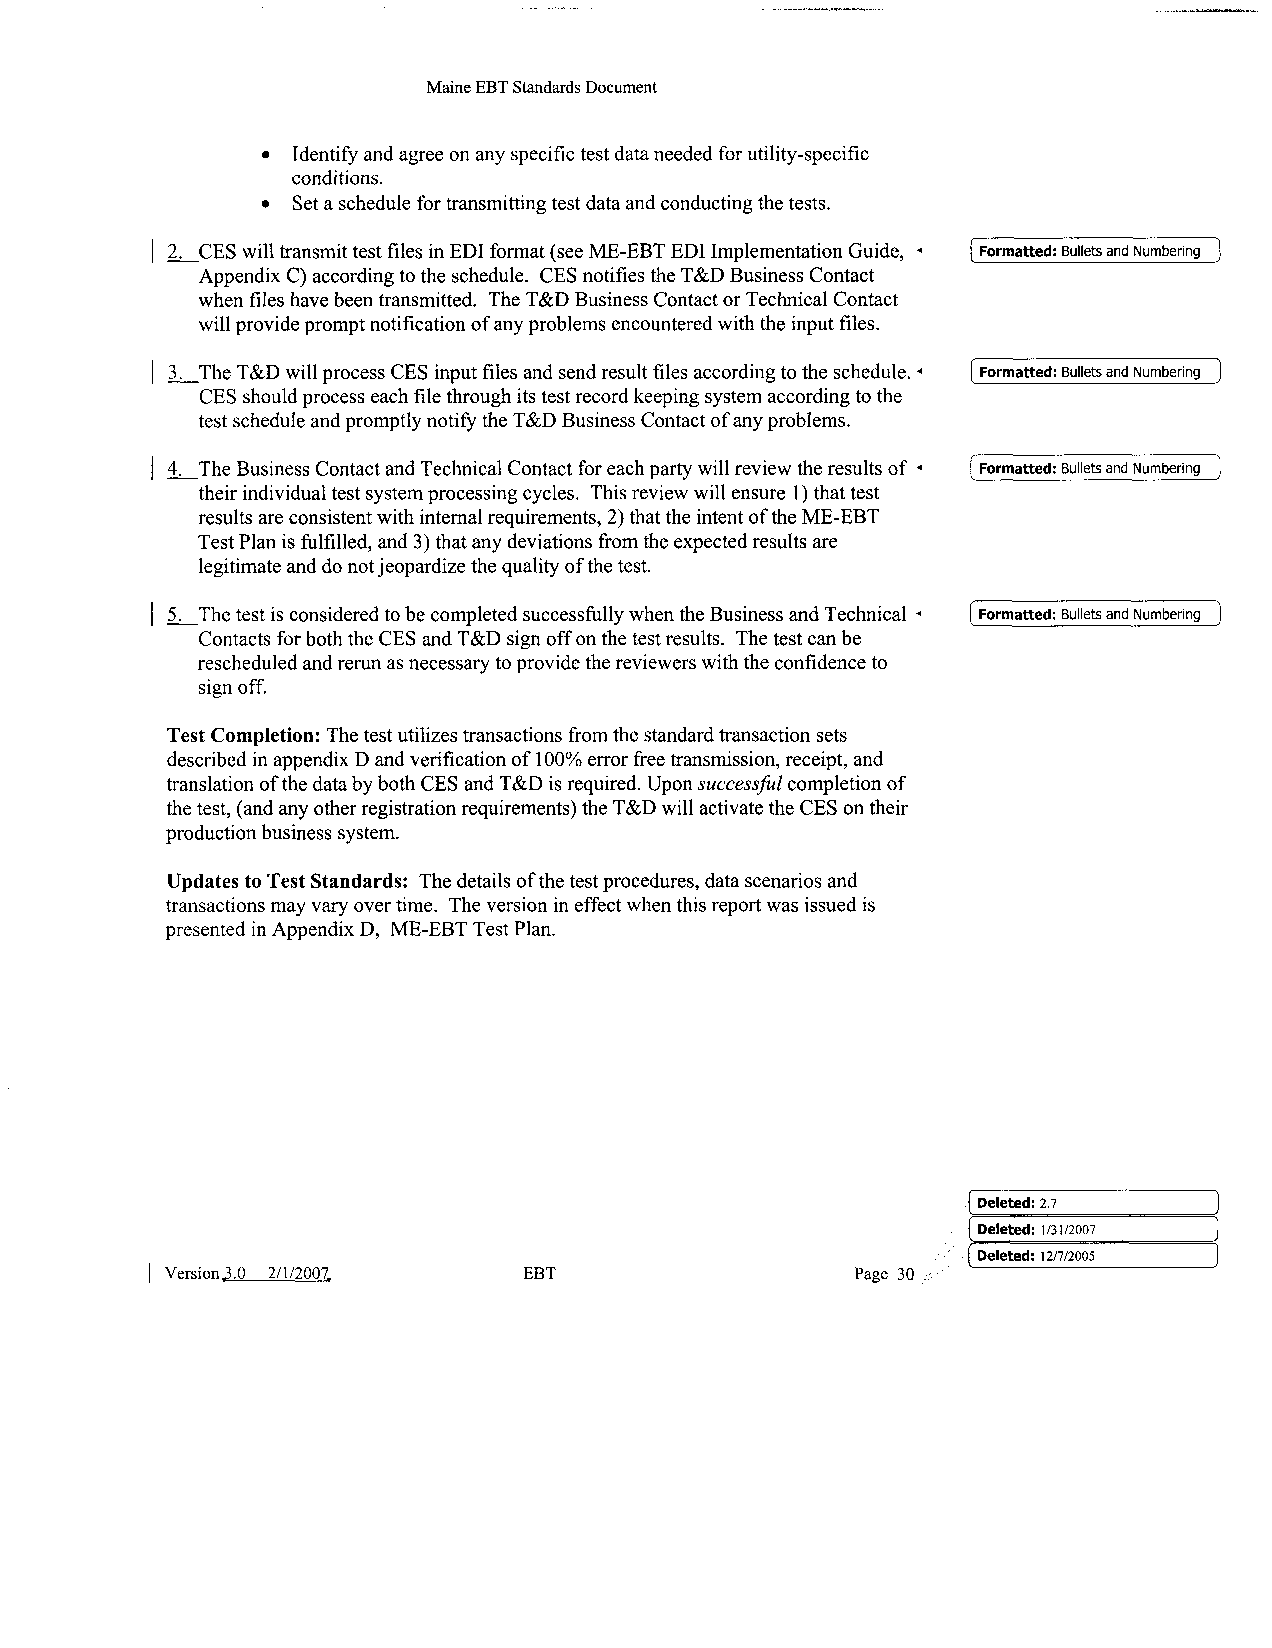 Maine EBT Standards Document
• Identify and agree on any specific test data needed for utility-specific
conditions.
• Set a schedule for transmitting test data and conducting the tests.
2. CES will transmit test files in EDI format (see ME-EBT EDI Implementation Guide,
Formatted: Bullets and Numbering
Appendix C) according to the schedule. CES notifies the T&D Business Contact
when files have been transmitted. The T&D Business Contact or Technical Contact
will provide prompt notification of any problems encountered with the input files.
3. The T&D will process CES input files and send result files according to the schedule.
Formatted: Bullets and Numbering
CES should process each file through its test record keeping system according to the
test schedule and promptly notify the T&D Business Contact of any problems.
4. The Business Contact and Technical Contact for each party will review the results of
Formatted: Bullets and Numbering
their individual test system processing cycles. This review will ensure 1) that test
results are consistent with internal requirements, 2) that the intent of the ME-EBT
Test Plan is fulfilled, and 3) that any deviations from the expected results are
legitimate and do not jeopardize the quality of the test.
5. The test is considered to be completed successfully when the Business and Technical
Formatted: Bullets and Numbering
Contacts for both the CES and T&D sign off on the test results. The test can be
rescheduled and rerun as necessary to provide the reviewers with the confidence to
sign off.
Test Completion: The test utilizes transactions from the standard transaction sets
described in appendix D and verification of 100% error free transmission, receipt, and
translation of the data by both CES and T&D is required. Upon successful completion of
the test, (and any other registration requirements) the T&D will activate the CES on their
production business system.
Updates to Test Standards: The details of the test procedures, data scenarios and
transactions may vary over time. The version in effect when this report was issued is
presented in Appendix D, ME-EBT Test Plan.
Deleted: 2.7
Deleted: 1/31/2007
Deleted: 12/7/2005
Version 3.0 2/1/2007 EBT Page 30